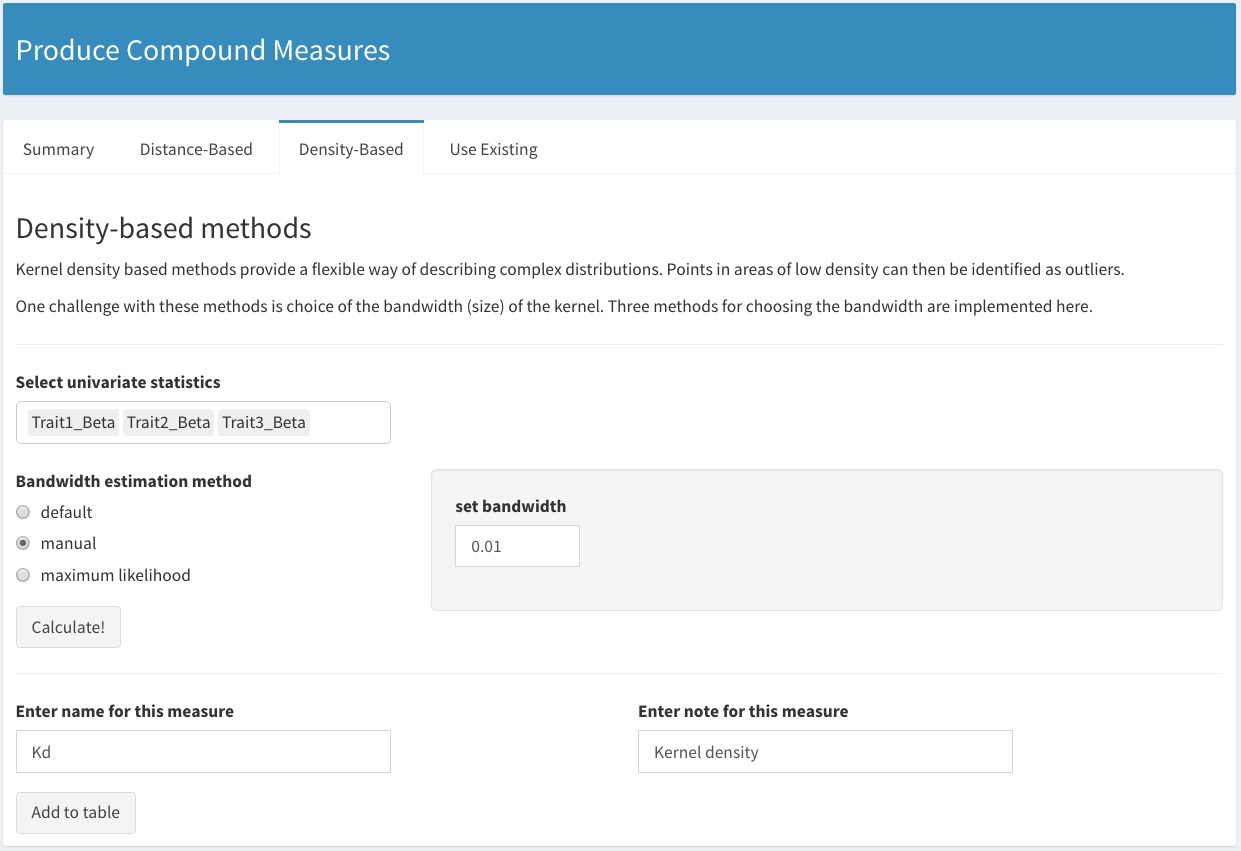 Produce Compound Measures
Summary Distance-Based Density-Based Use Existing
Density-based methods
Kernel density based methods provide a flexible way of describing complex distributions. Points in areas of low density can then be identified as outliers.
One challenge with these methods is choice of the bandwidth (size) of the kernel. Three methods for choosing the bandwidth are implemented here.
Select univariate statistics
Trait1_Beta Trait2_Beta Trait3_Beta
Bandwidth estimation method
default
manual
maximum likelihood
set bandwidth
0.01
Calculate!
Enter name for this measure
Kd
Enter note for this measure
Kernel density
Add to table